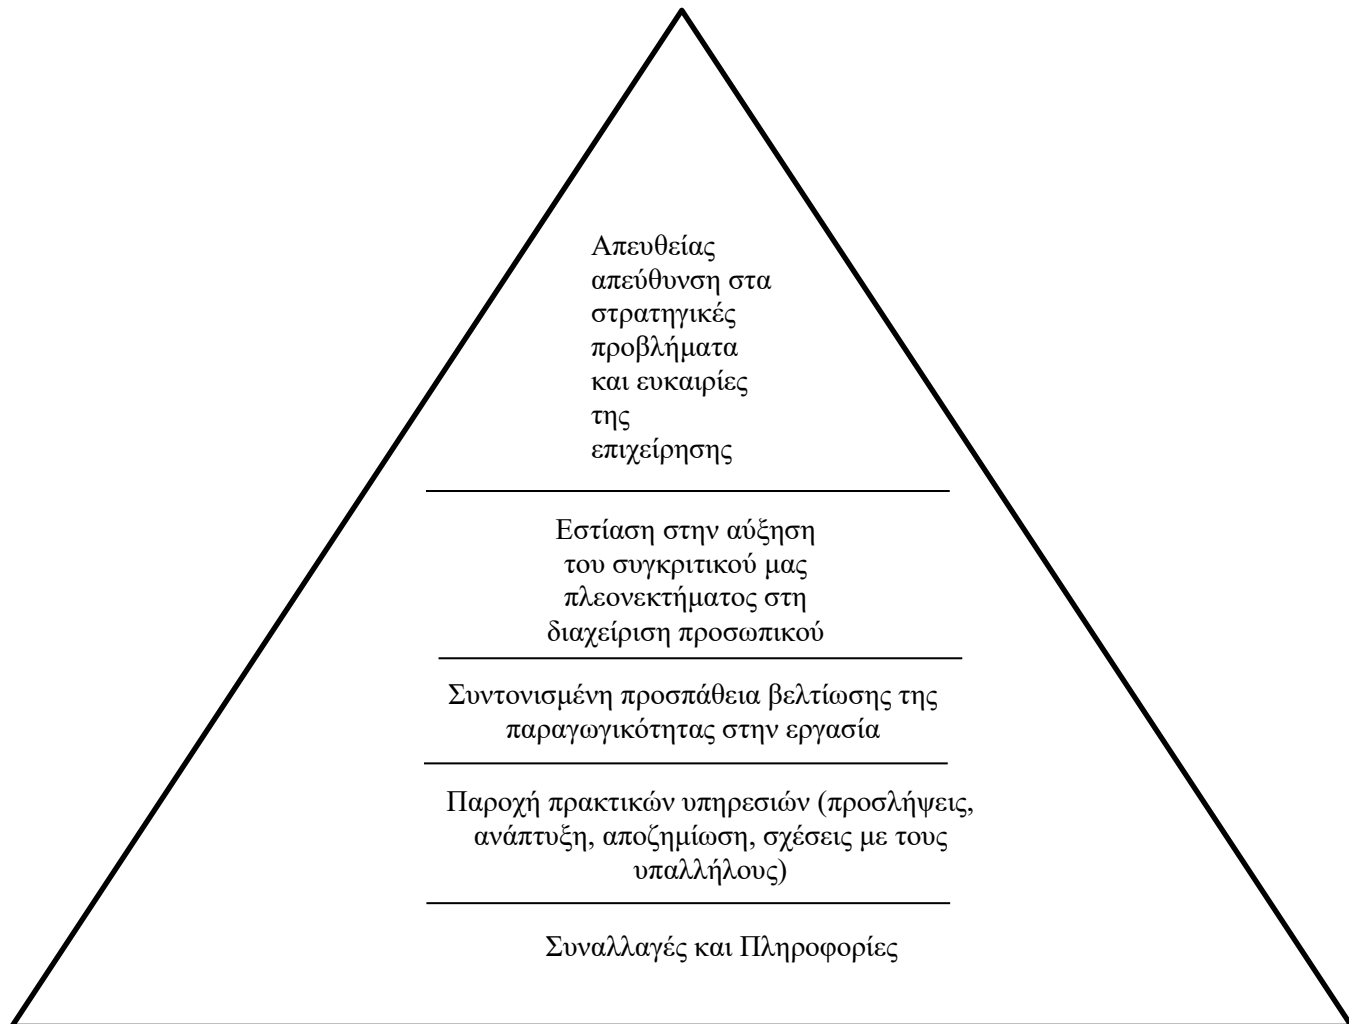 Απευθείας
απεύθυνση στα
στρατηγικές
προβλήματα
και ευκαιρίες
της
επιχείρησης
Εστίαση στην αύξηση
του συγκριτικού μας
πλεονεκτήματος στη
διαχείριση προσωπικού
Συντονισμένη προσπάθεια βελτίωσης της
παραγωγικότητας στην εργασία
Παροχή πρακτικών υπηρεσιών (προσλήψεις,
ανάπτυξη, αποζημίωση, σχέσεις με τους
υπαλλήλους)
Συναλλαγές και Πληροφορίες